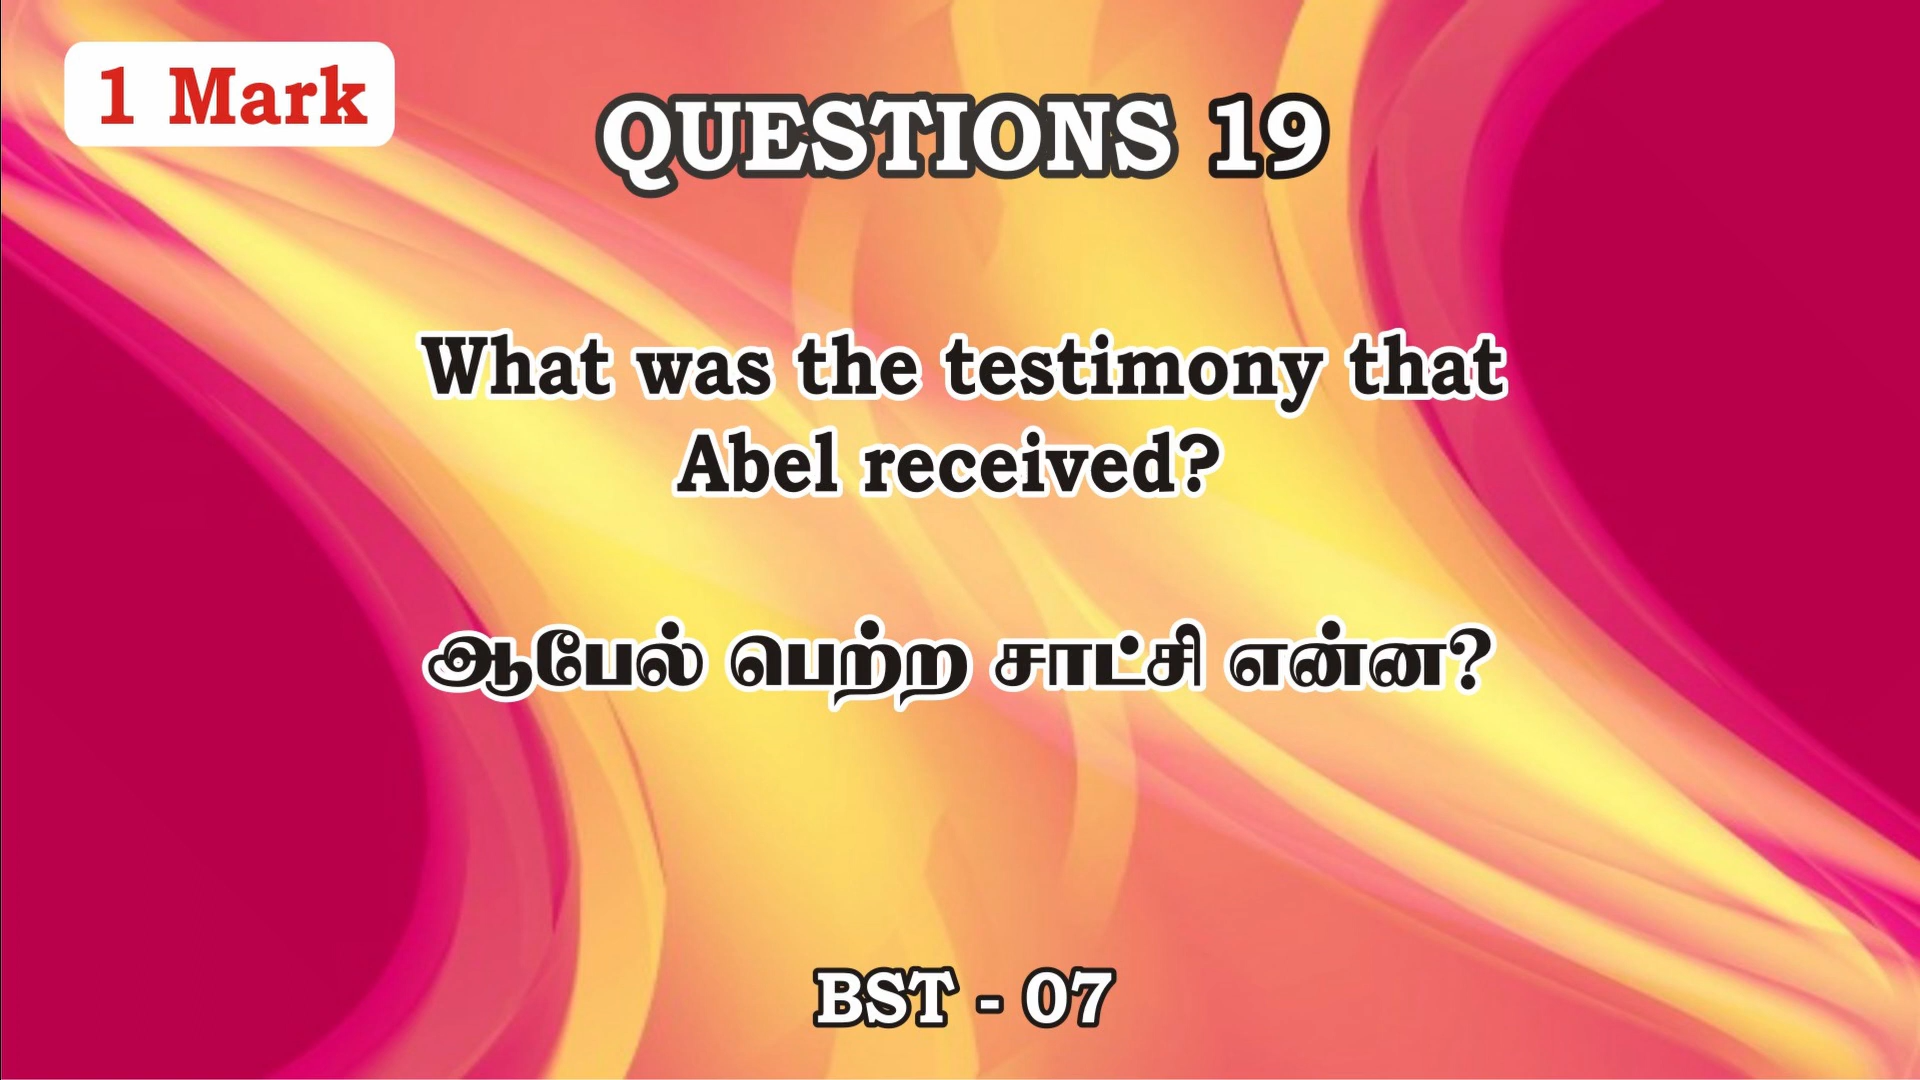 1 Mark
QUESTIONS 19
What was the testimony that
Abel received?
ஆபேல் பெற்ற சாட்சி என்ன?
BST - 07